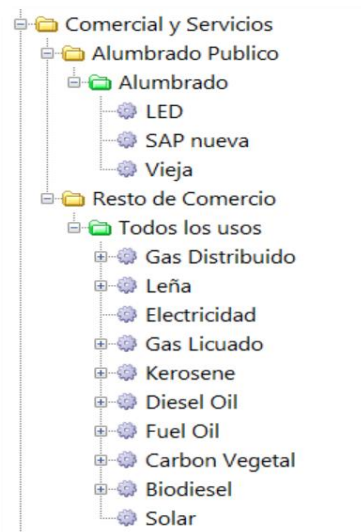 Comercial y Servicios
Alumbrado Publico
Alumbrado
LED
SAP nueva
Vieja
Resto de Comercio
Todos los usos
Gas Distribuido
Leña
Electricidad
Gas Licuado
Kerosene
Diesel Oil
Fuel Oil
Carbon Vegetal
Biodiesel
Solar